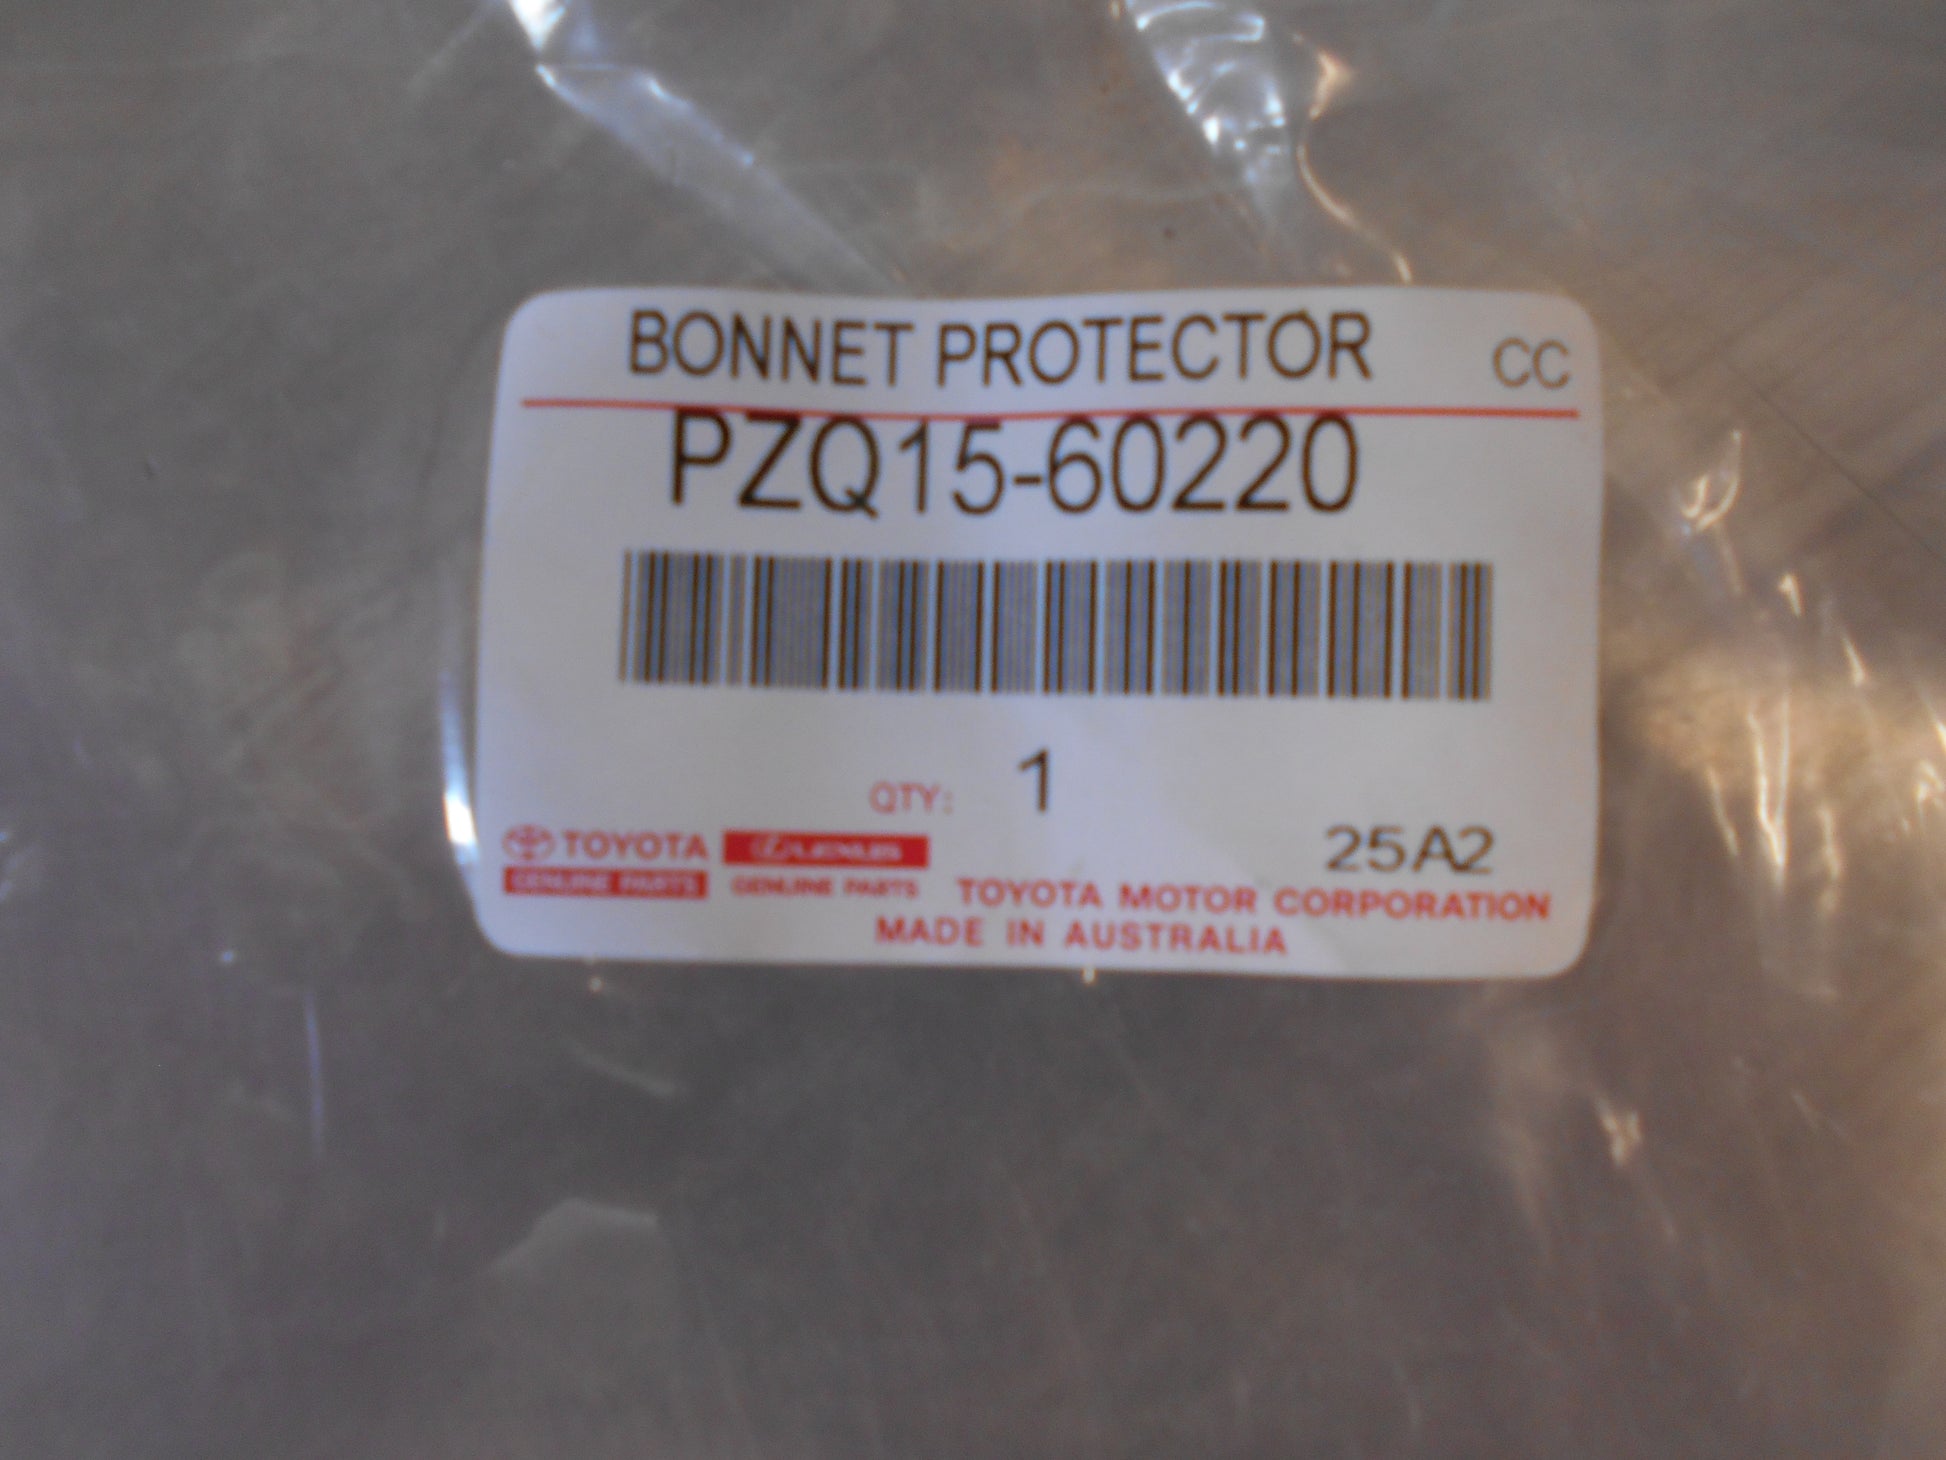 BONNET PROTECTOR CC
PZQ15-60220
QTY: 1
25A2
TOYOTA LEXUS
GENUINE PARTS GENUINE PARTS TOYOTA MOTOR CORPORATION
MADE IN AUSTRALIA